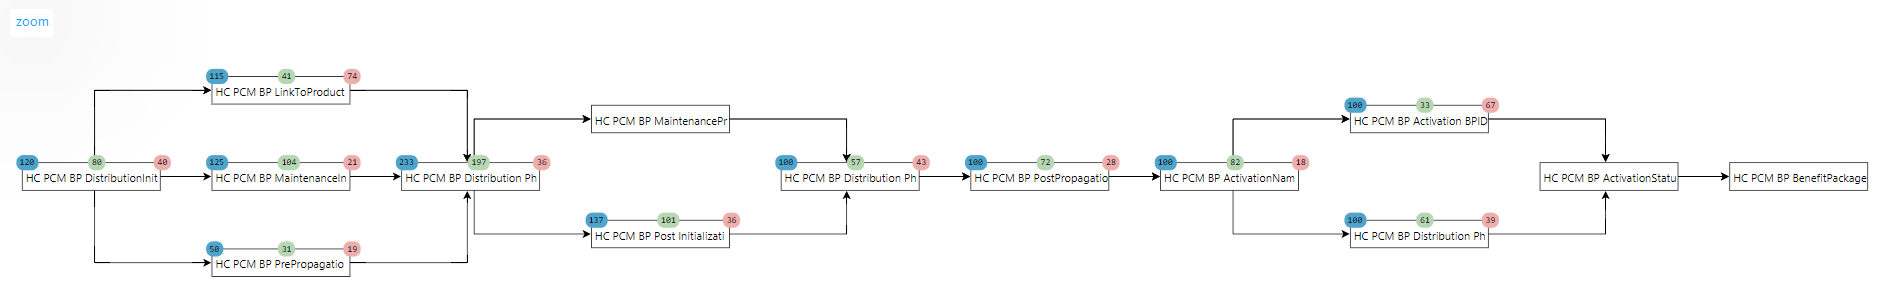 zoom
115 41 74
HC PCM BP LinkToProduct
120 80 40
HC PCM BP DistributionInit
125 104 21
HC PCM BP MaintenanceIn
50 31 19
HC PCM BP PrePropagatio
233 197 36
HC PCM BP Distribution Ph
HC PCM BP MaintenancePr
137 101 36
HC PCM BP Post Initializati
100 57 43
HC PCM BP Distribution Ph
100 72 28
HC PCM BP PostPropagatio
100 82 18
HC PCM BP ActivationNam
100 33 67
HC PCM BP Activation BPID
100 61 39
HC PCM BP Distribution Ph
HC PCM BP ActivationStatu
HC PCM BP BenefitPackage